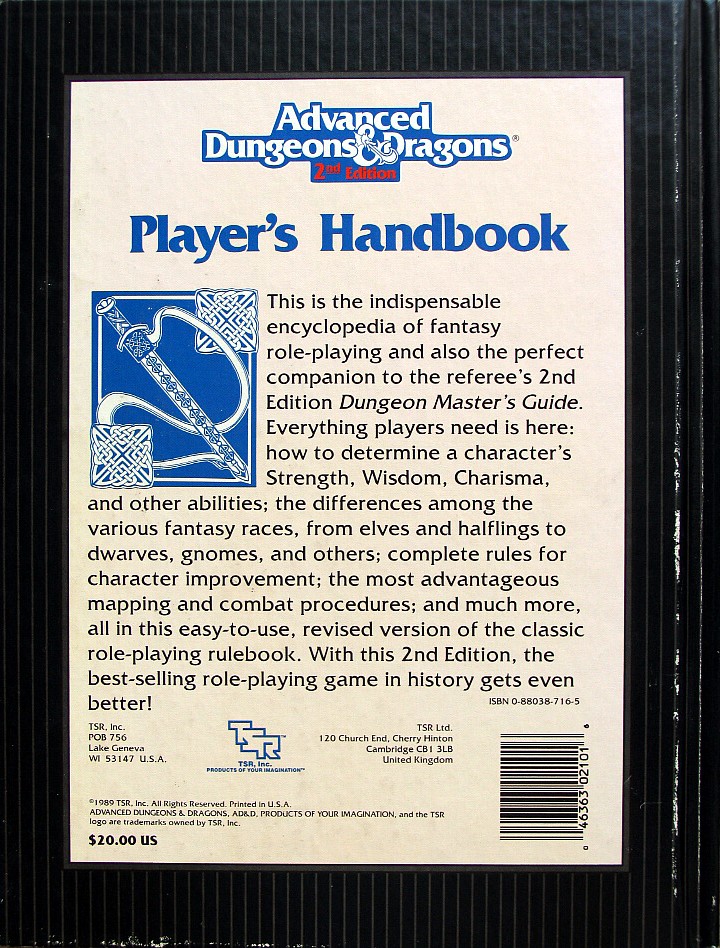 Advanced
Dungeons & Dragons®
2nd Edition
Player's Handbook
This is the indispensable
encyclopedia of fantasy
role-playing and also the perfect
companion to the referee's 2nd
Edition Dungeon Master's Guide.
Everything players need is here:
how to determine a character's
Strength, Wisdom, Charisma,
and other abilities; the differences among the
various fantasy races, from elves and halflings to
dwarves, gnomes, and others; complete rules for
character improvement; the most advantageous
mapping and combat procedures; and much more,
all in this easy-to-use, revised version of the classic
role-playing rulebook. With this 2nd Edition, the
best-selling role-playing game in history gets even
better!
ISBN 0-88038-716-5
TSR, Inc.
POB 756
Lake Geneva
WI 53147 U.S.A.
TSR™
TSR, Inc.
PRODUCTS OF YOUR IMAGINATION™
TSR Ltd.
120 Church End, Cherry Hinton
Cambridge CB1 3LB
United Kingdom
0 46363 02101 6
©1989 TSR, Inc. All Rights Reserved. Printed in U.S.A.
ADVANCED DUNGEONS & DRAGONS, AD&D, PRODUCTS OF YOUR IMAGINATION, and the TSR
logo are trademarks owned by TSR, Inc.
$20.00 US